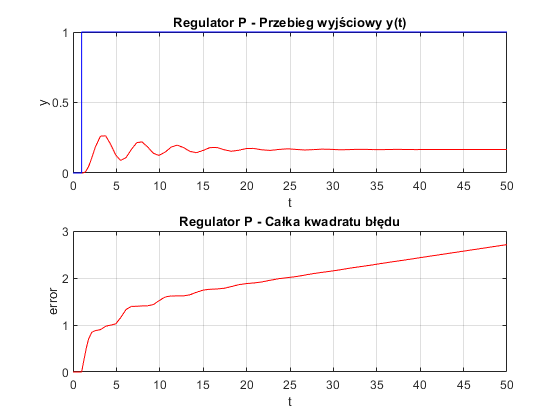 Regulator P - Przebieg wyjściowy y(t)
1
0.5
0
y
0 5 10 15 20 25 30 35 40 45 50
t
Regulator P - Całka kwadratu błędu
3
2
1
0
error
0 5 10 15 20 25 30 35 40 45 50
t